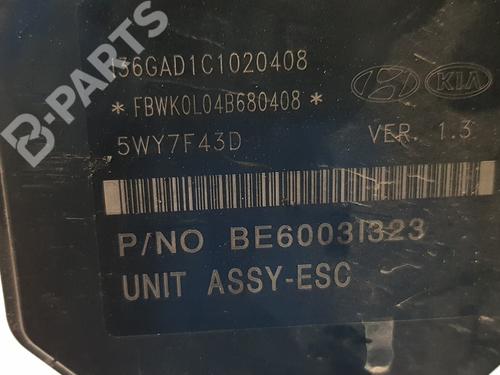 136GAD1C1020408
*FBWK0L04B680408*
KIA
5WY7F43D VER. 1.3
P/NO BE60031323
UNIT ASSY-ESC
B-PARTS